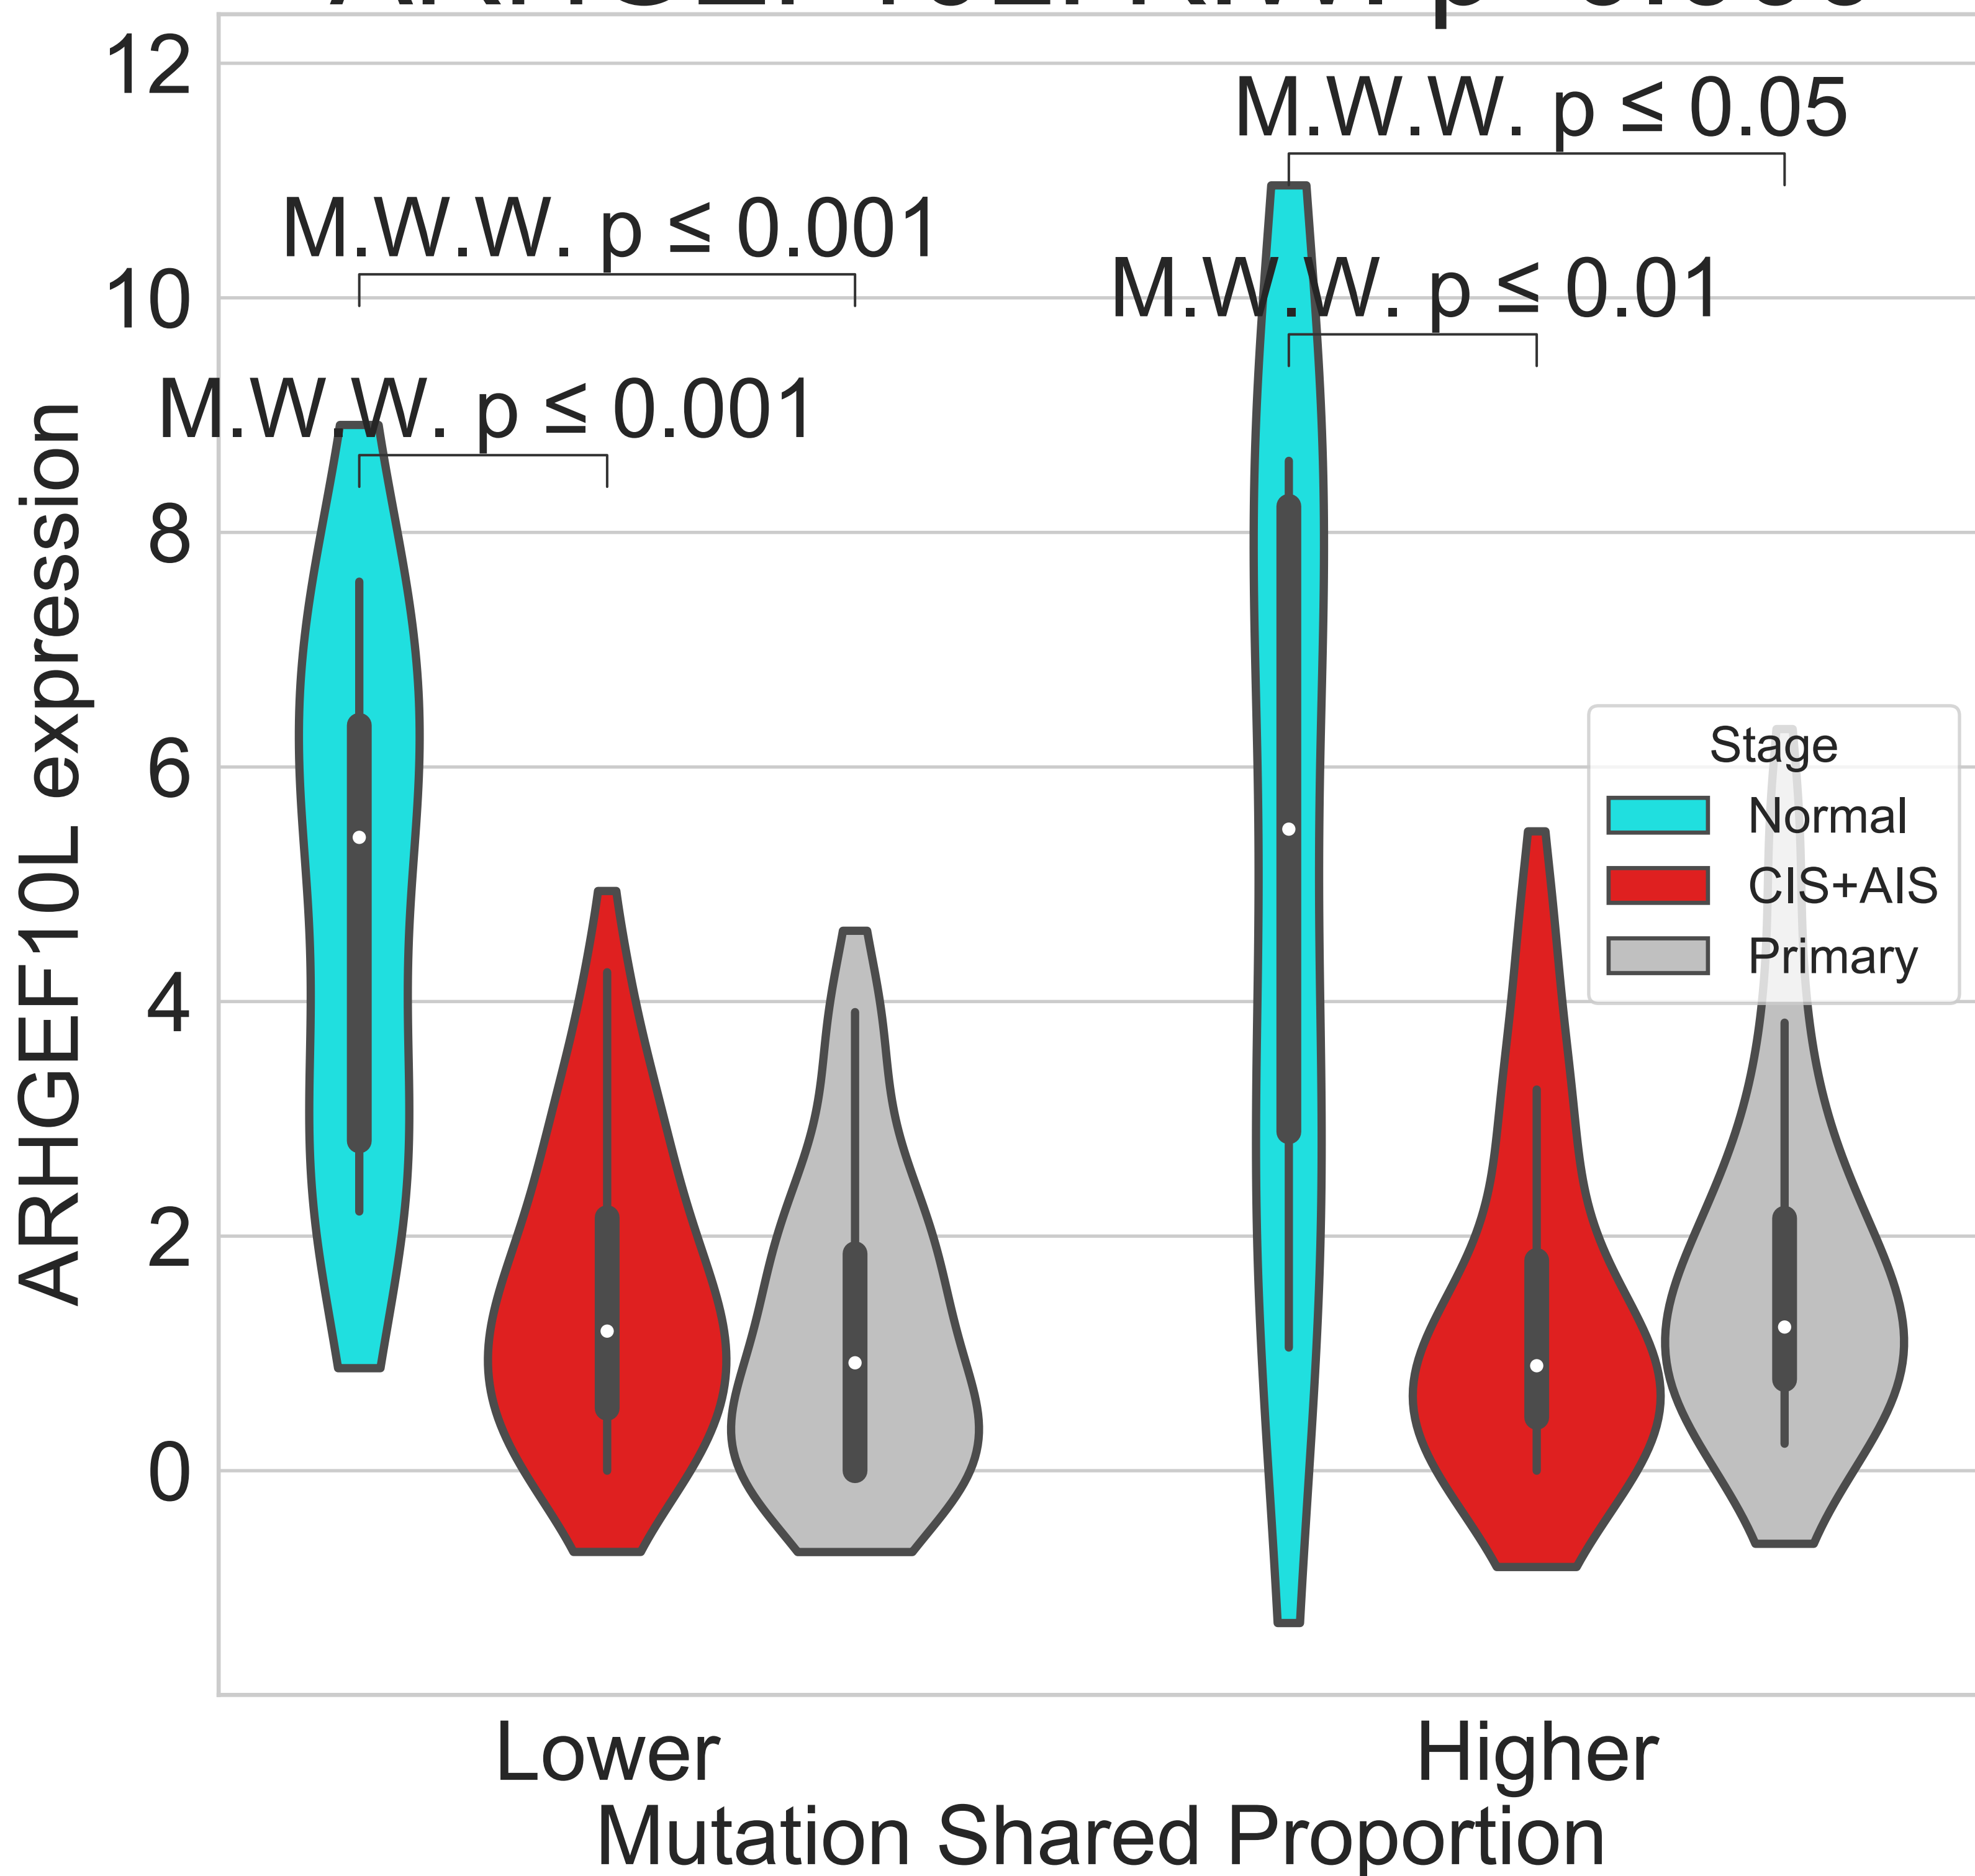 12
10
8
6
4
2
0
ARHGEF10L expression
M.W.W. p ≤ 0.05
M.W.W. p ≤ 0.001
M.W.W. p ≤ 0.01
M.W.W. p ≤ 0.001
Stage
Normal
CIS+AIS
Primary
Lower
Higher
Mutation Shared Proportion